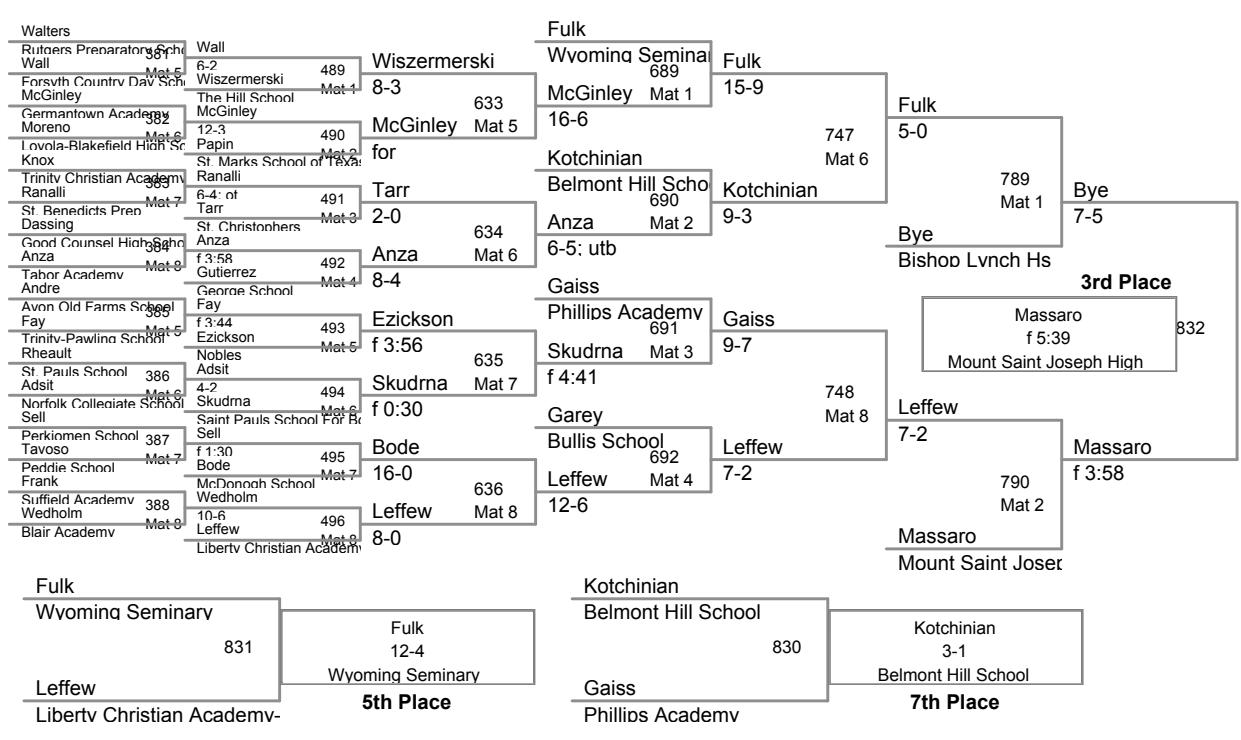 Walters
Rutgers Preparatory Scho
381
Mat 5
Wall
Forsyth Country Day Scho
McGinley
Germantown Academy
382
Mat 6
Moreno
Loyola-Blakefield High Sc
Knox
Trinity Christian Academy
383
Mat 7
Ranalli
St. Benedicts Prep
Dassing
Good Counsel High Scho
384
Mat 8
Anza
Tabor Academy
Andre
Avon Old Farms School
385
Mat 5
Fay
Trinity-Pawling School
Rheault
St. Pauls School
386
Mat 6
Adsit
Norfolk Collegiate School
Sell
Perkiomen School
387
Mat 7
Tavoso
Peddie School
Frank
Suffield Academy
388
Mat 8
Wedholm
Blair Academy
Wall
6-2
489
Mat 1
Wiszermerski
The Hill School
McGinley
12-3
490
Mat 2
Papin
St. Marks School of Texas
Ranalli
6-4; ot
491
Mat 3
Tarr
St. Christophers
Anza
f 3:58
492
Mat 4
Gutierrez
George School
Fay
f 3:44
493
Mat 5
Ezickson
Nobles
Adsit
4-2
494
Mat 6
Skudrna
Saint Pauls School For Bo
Sell
f 1:30
495
Mat 7
Bode
McDonogh School
Wedholm
10-6
496
Mat 8
Leffew
Liberty Christian Academy
Wiszermerski
8-3
633
Mat 5
McGinley
for
Tarr
2-0
634
Mat 6
Anza
8-4
Ezickson
f 3:56
635
Mat 7
Skudrna
f 0:30
Bode
16-0
636
Mat 8
Leffew
8-0
Fulk
Wyoming Seminar
689
Mat 1
McGinley
16-6
Kotchinian
Belmont Hill Scho
690
Mat 2
Anza
6-5; utb
Gaiss
Phillips Academy
691
Mat 3
Skudrna
f 4:41
Garey
Bullis School
692
Mat 4
Leffew
12-6
Fulk
15-9
747
Mat 6
Kotchinian
9-3
Gaiss
9-7
748
Mat 8
Leffew
7-2
Fulk
5-0
789
Mat 1
Bye
Bishop Lynch Hs
Leffew
7-2
790
Mat 2
Massaro
Mount Saint Josep
Bye
7-5
832
Massaro
f 3:58
3rd Place
Massaro
f 5:39
Mount Saint Joseph High
Fulk
Wyoming Seminary
831
Leffew
Liberty Christian Academy-
Fulk
12-4
Wyoming Seminary
5th Place
Kotchinian
Belmont Hill School
830
Gaiss
Phillips Academy
Kotchinian
3-1
Belmont Hill School
7th Place